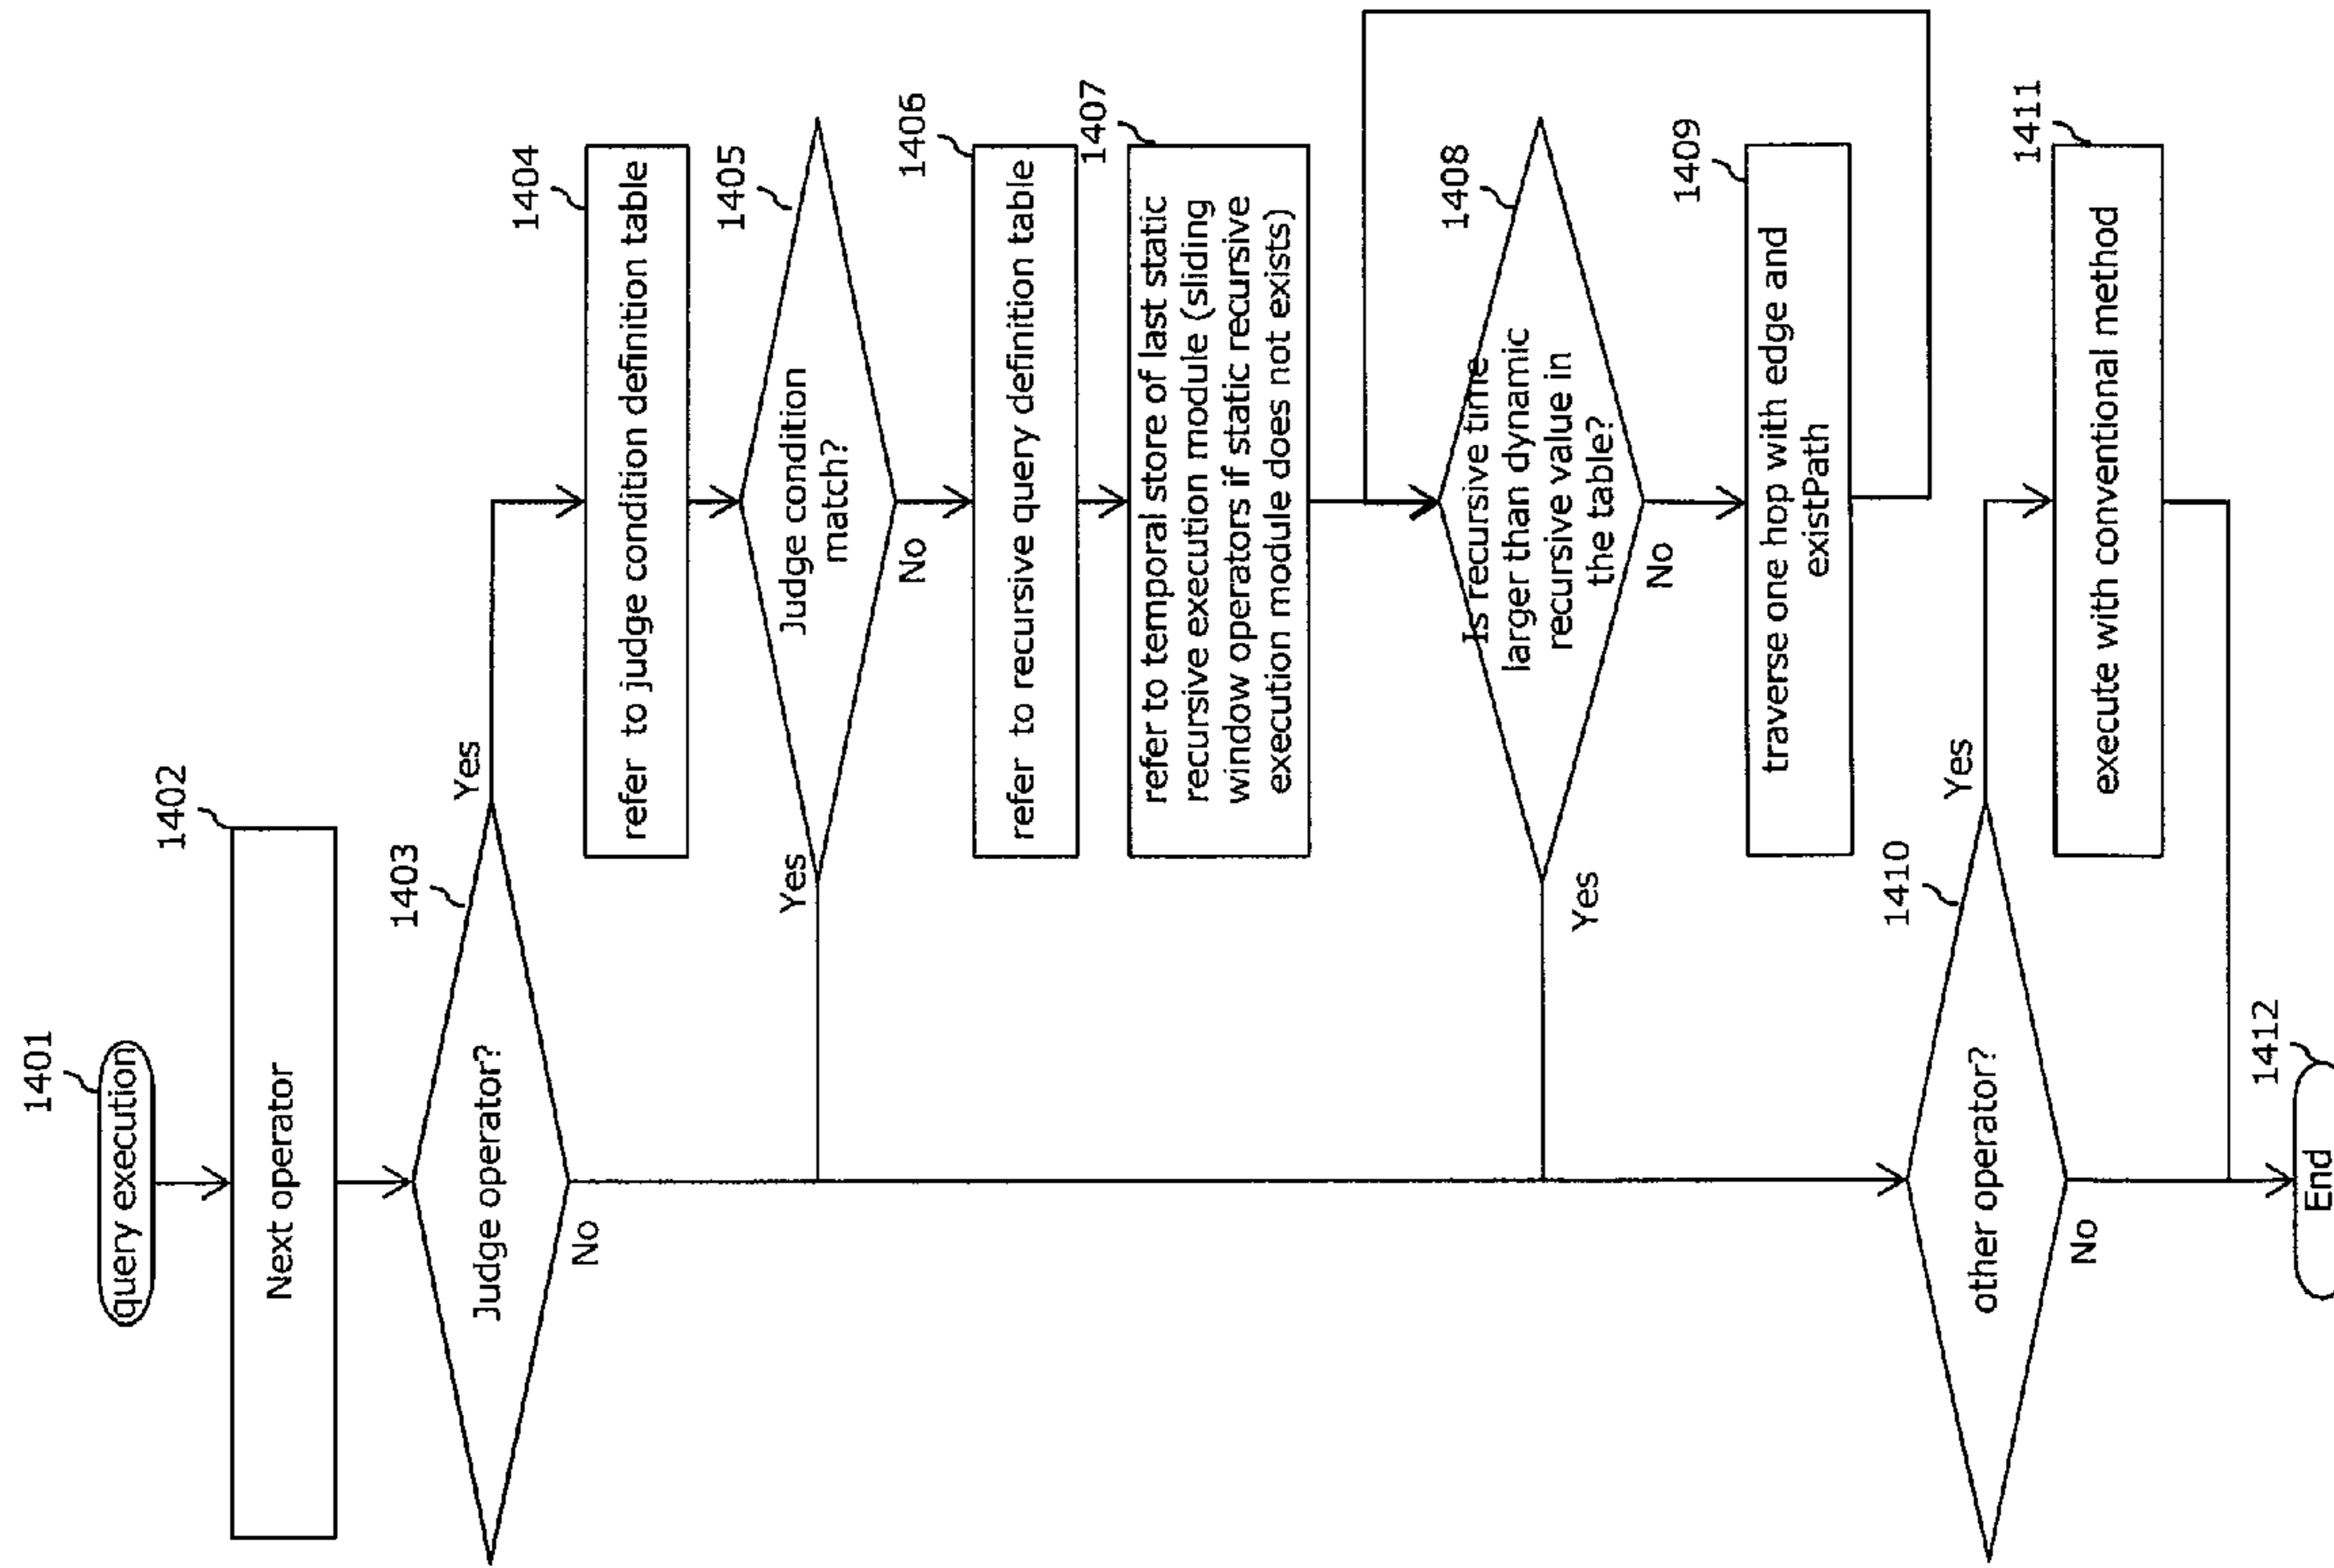 1401
query execution
1402
Next operator
1403
Judge operator?
Yes
No
1404
refer to judge condition definition table
1405
Judge condition
match?
Yes
No
1406
refer to recursive query definition table
1407
refer to temporal store of last static
recursive execution module (sliding
window operators if static recursive
execution module does not exists)
1408
Is recursive time
larger than dynamic
recursive value in
the table?
Yes
No
1409
traverse one hop with edge and
existPath
1410
other operator?
Yes
No
1411
execute with conventional method
1412
End